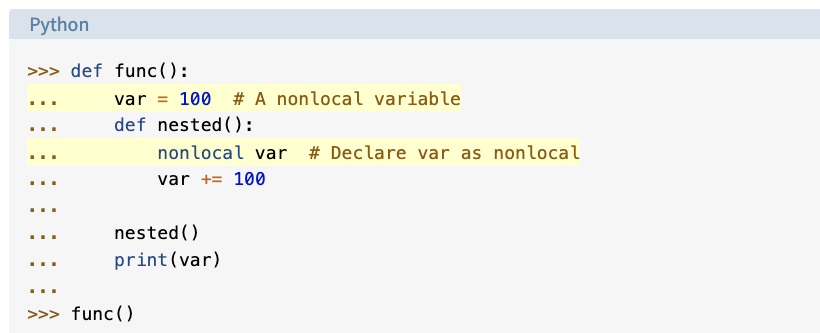 Python
>>> def func():
...     var = 100  # A nonlocal variable
...     def nested():
...         nonlocal var  # Declare var as nonlocal
...         var += 100
...
...     nested()
...     print(var)
...
>>> func()